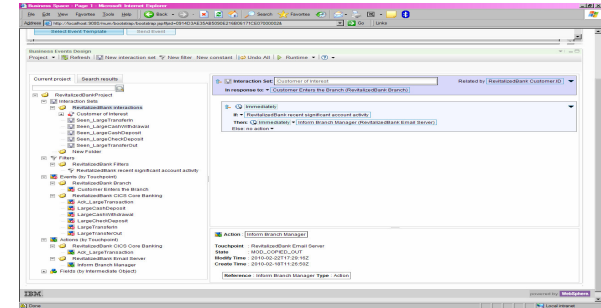 Business Space - Page 1 - Microsoft Internet Explorer
File Edit View Favorites Tools Help Back Search Favorites
Address Go Links
Select Event Template Send Event
Business Events Design
Project Refresh New interaction set New filter New constant Undo All Runtime
Current project Search results
RevitalizedBankProject
Interaction Sets
RevitalizedBank Interactions
Customer of Interest
Seen_LargeTransferIn
Seen_LargeCashWithdrawal
Seen_LargeCashDeposit
Seen_LargeCheckDeposit
Seen_LargeTransferOut
New Folder
Filters
RevitalizedBank Filters
RevitalizedBank recent significant account activity
Events (by Touchpoint)
RevitalizedBank Branch
Customer Enters the Branch
RevitalizedBank CICS Core Banking
Ack_LargeTransaction
LargeCashDeposit
LargeCashWithdrawal
LargeCheckDeposit
LargeTransferIn
LargeTransferOut
Actions (by Touchpoint)
RevitalizedBank CICS Core Banking
Ack_LargeTransaction
RevitalizedBank Email Server
Inform Branch Manager
Fields (by Intermediate Object)
Interaction Set: Customer of Interest Related by RevitalizedBank Customer.ID
In response to: Customer Enters the Branch (RevitalizedBank Branch)
Immediately
If: RevitalizedBank recent significant account activity
Then: Immediately Inform Branch Manager (RevitalizedBank Email Server)
Else: no action
Action Inform Branch Manager
Touchpoint : RevitalizedBank Email Server
State : MOD_COPIED_OUT
Modify Time : 2010-02-22T17:29:16Z
Create Time : 2010-02-18T11:25:50Z
Reference Inform Branch Manager Type : Action
IBM. powered by WebSphere
Done Local intranet